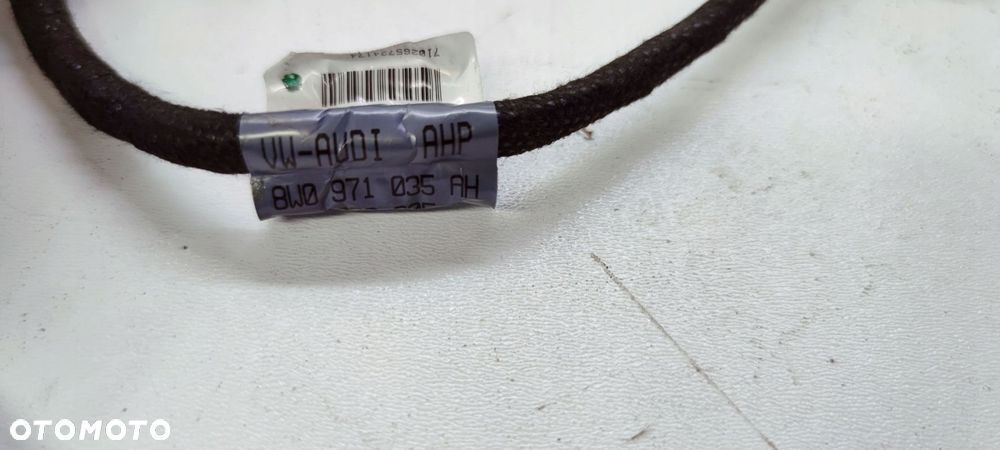 VW-AUDI AHP
8W0 971 035 AH
OTOMOTO